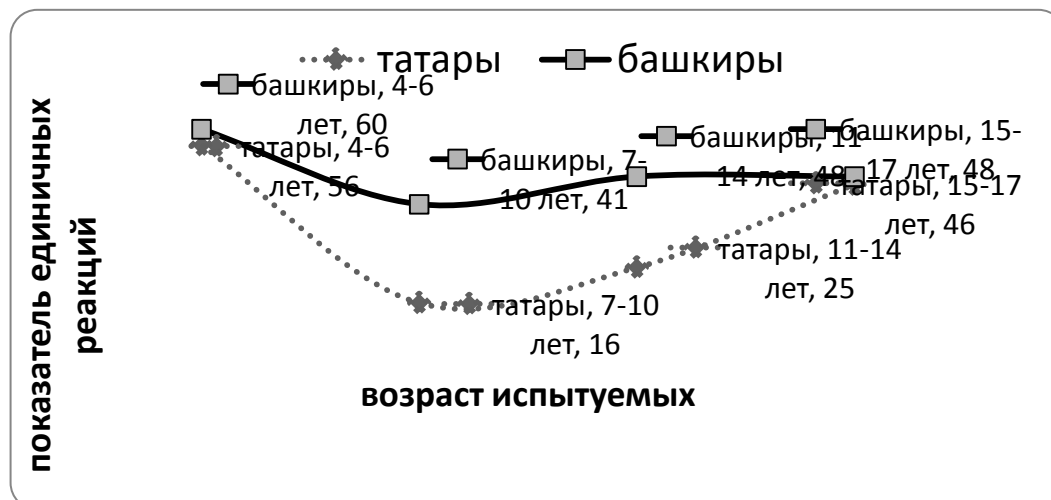 татары башкиры
башкиры, 4-6
лет, 60
татары, 4-6
лет, 56
башкиры, 7-
10 лет, 41
башкиры, 11-
14 лет, 48
башкиры, 15-
17 лет, 48
татары, 15-17
лет, 46
татары, 11-14
лет, 25
татары, 7-10
лет, 16
показатель единичных
реакций
возраст испытуемых